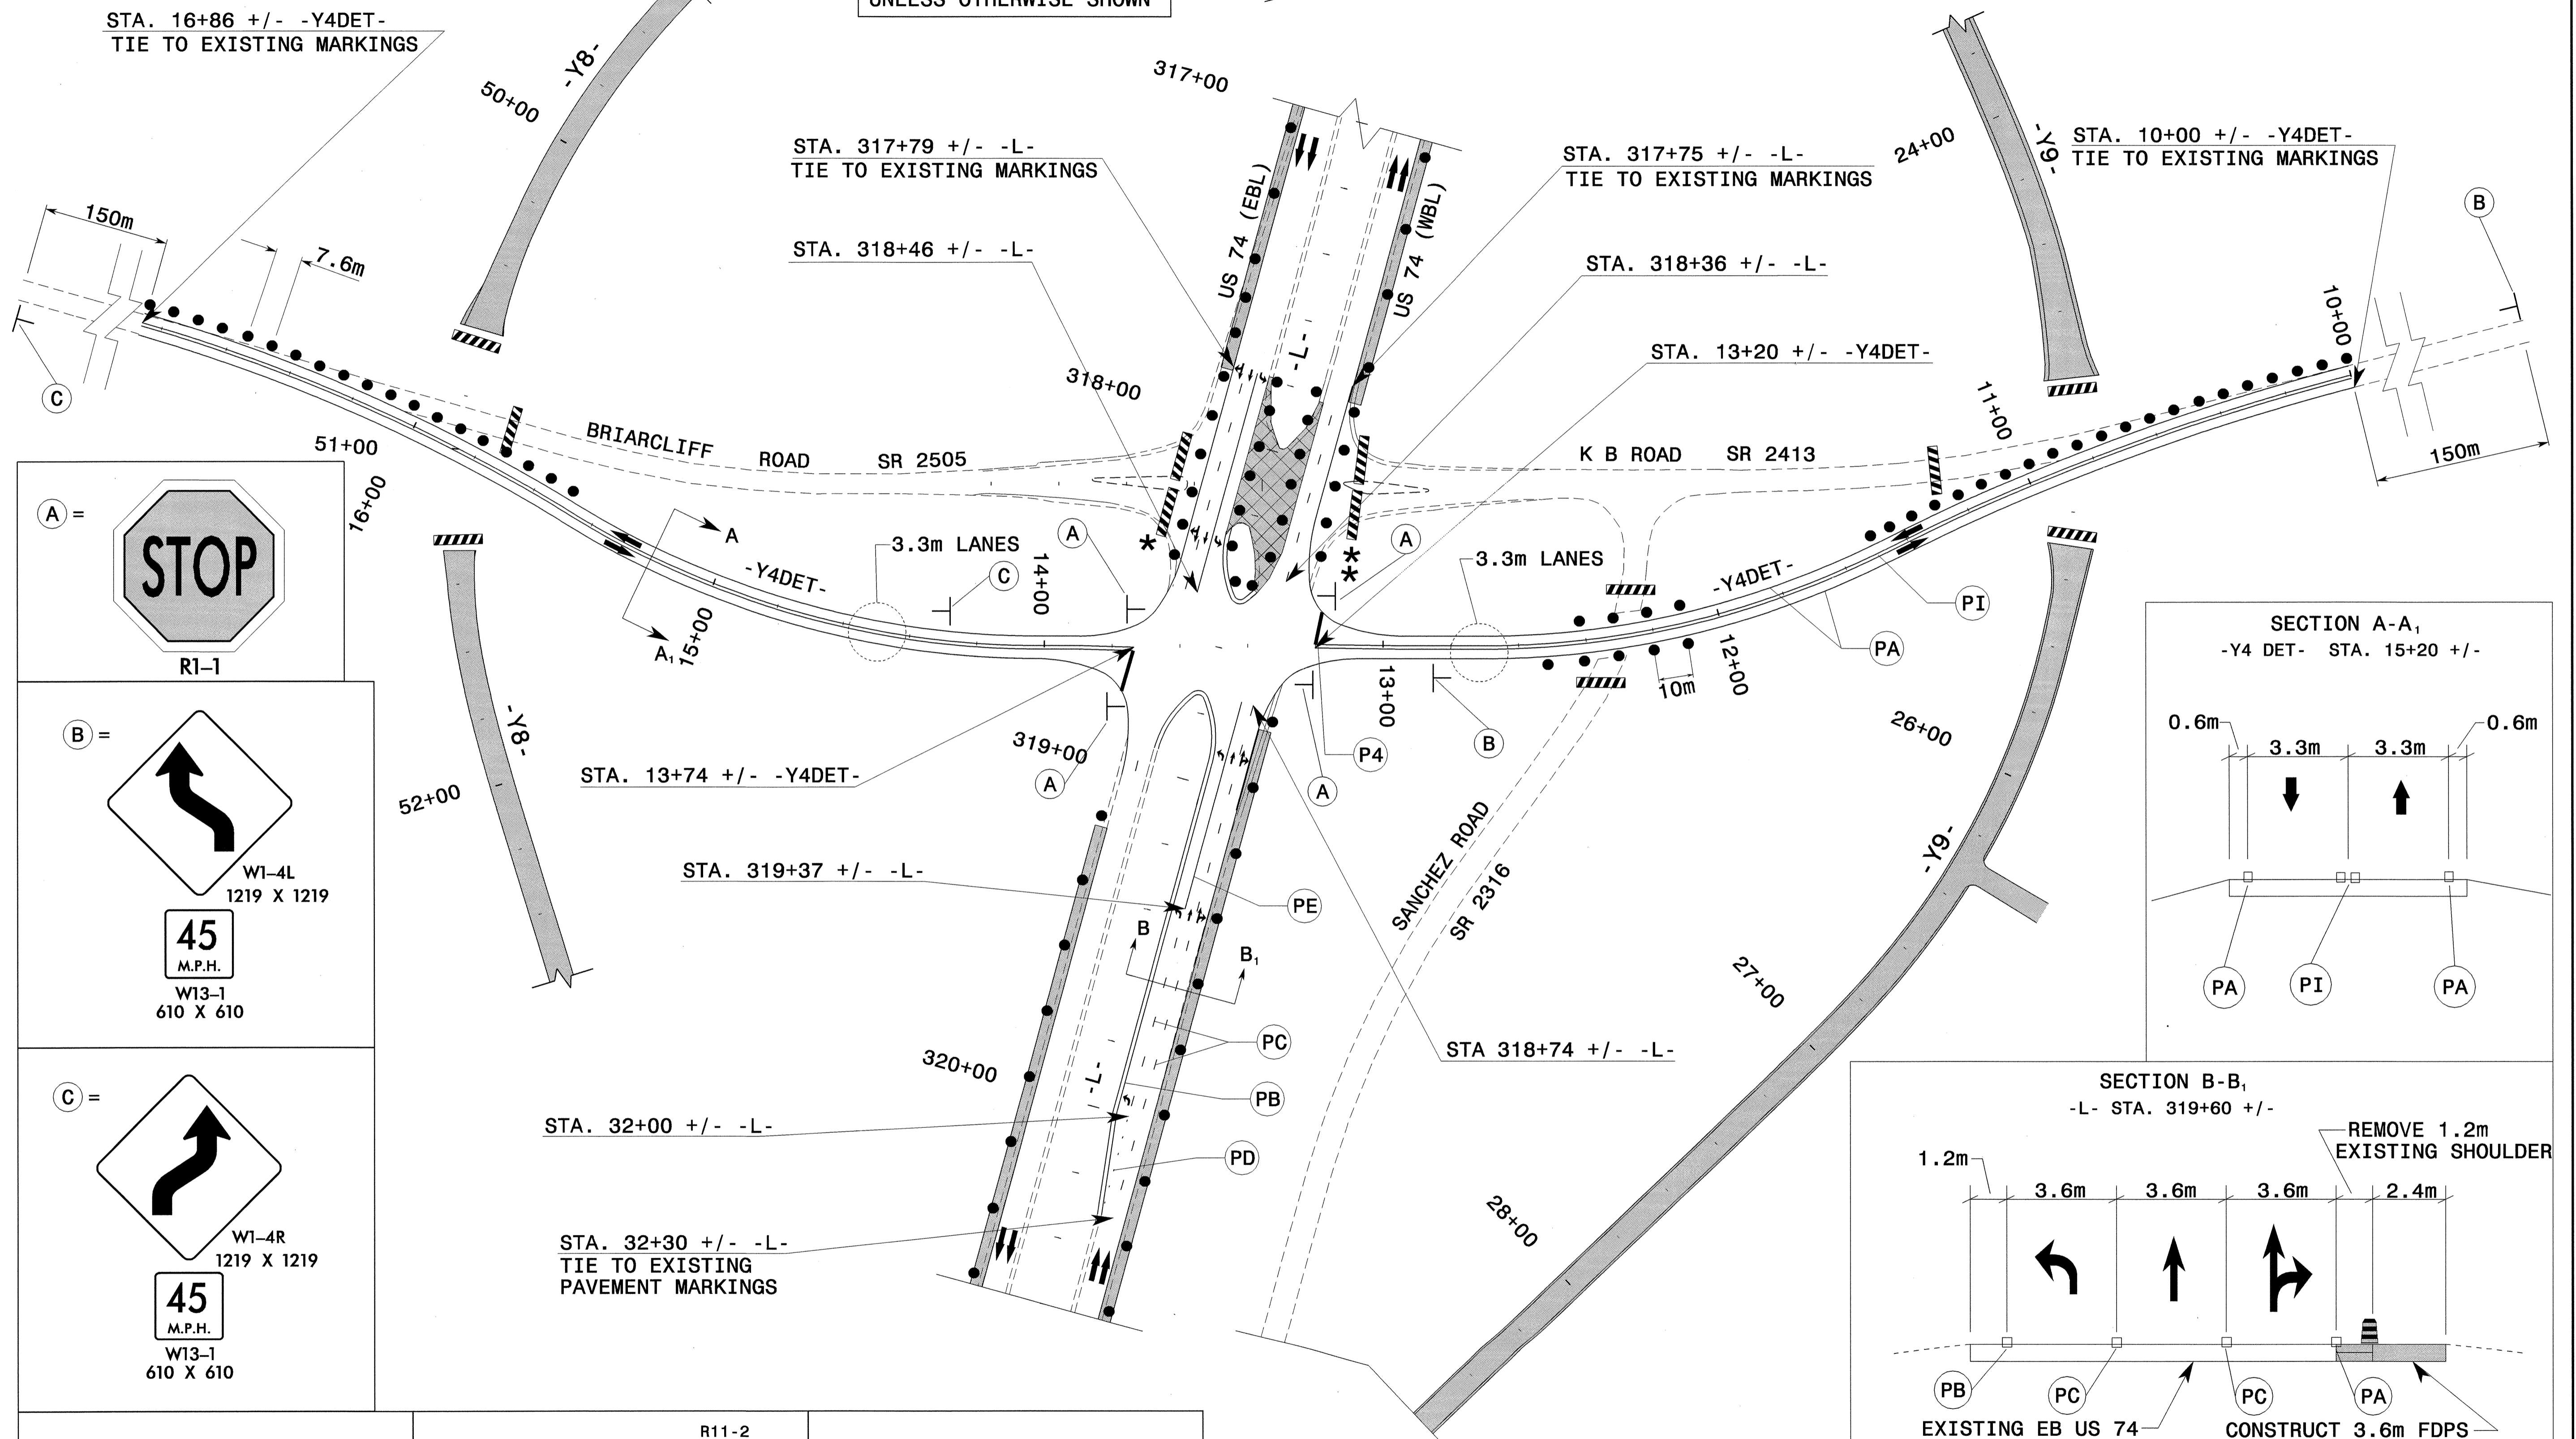 UNLESS OTHERWISE SHOWN
STA. 16+86 +/- -Y4DET-
TIE TO EXISTING MARKINGS
-Y8-
50+00
317+00
STA. 317+79 +/- -L-
TIE TO EXISTING MARKINGS
STA. 318+46 +/- -L-
US 74 (EBL)
US 74 (WBL)
-L-
STA. 317+75 +/- -L-
TIE TO EXISTING MARKINGS
24+00
-Y9-
STA. 10+00 +/- -Y4DET-
TIE TO EXISTING MARKINGS
B
STA. 318+36 +/- -L-
STA. 13+20 +/- -Y4DET-
150m
7.6m
C
318+00
10+00
11+00
150m
BRIARCLIFF ROAD SR 2505
K B ROAD SR 2413
51+00
16+00
A =
STOP
R1-1
A
A1
15+00
-Y4DET-
3.3m LANES
C
14+00
A
*
*
*
A
3.3m LANES
-Y4DET-
PI
PA
12+00
10m
13+00
B
P4
A
A
319+00
STA. 13+74 +/- -Y4DET-
-Y8-
52+00
26+00
-Y9-
B =
W1-4L
1219 X 1219
45
M.P.H.
W13-1
610 X 610
STA. 319+37 +/- -L-
PE
B
B1
SANCHEZ ROAD
SR 2316
27+00
PC
STA 318+74 +/- -L-
320+00
-L-
PB
STA. 32+00 +/- -L-
PD
28+00
STA. 32+30 +/- -L-
TIE TO EXISTING
PAVEMENT MARKINGS
C =
W1-4R
1219 X 1219
45
M.P.H.
W13-1
610 X 610
R11-2
SECTION A-A1
-Y4 DET- STA. 15+20 +/-
0.6m 3.3m 3.3m 0.6m
PA PI PA
SECTION B-B1
-L- STA. 319+60 +/-
REMOVE 1.2m
EXISTING SHOULDER
1.2m 3.6m 3.6m 3.6m 2.4m
PB PC PC PA
EXISTING EB US 74
CONSTRUCT 3.6m FDPS